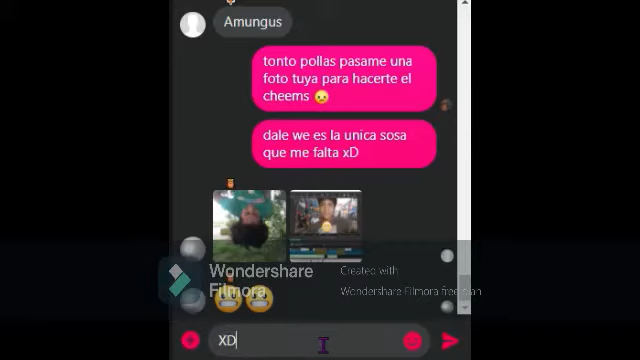 Amungus
tonto pollas pasame una
foto tuya para hacerte el
cheems
dale we es la unica sosa
que me falta xD
Wondershare
Filmora
Created with
Wondershare Filmora free plan
XD